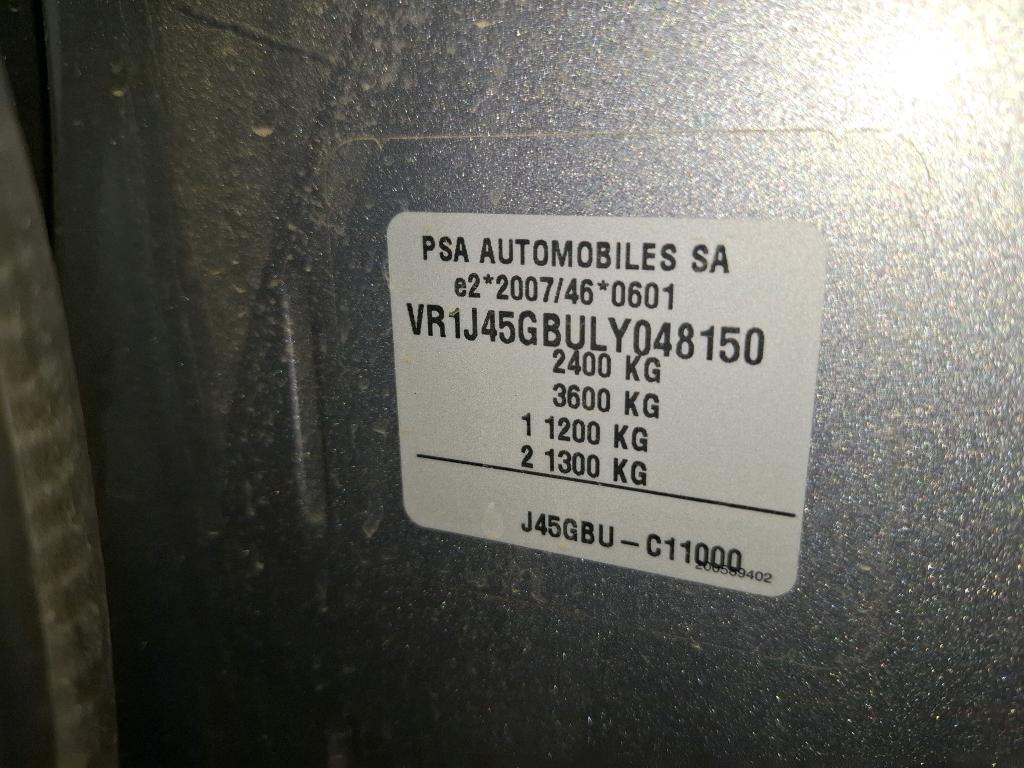 PSA AUTOMOBILES SA
e2*2007/46*0601
VR1J45GBULY048150
2400 KG
3600 KG
1 1200 KG
2 1300 KG
J45GBU-C11000